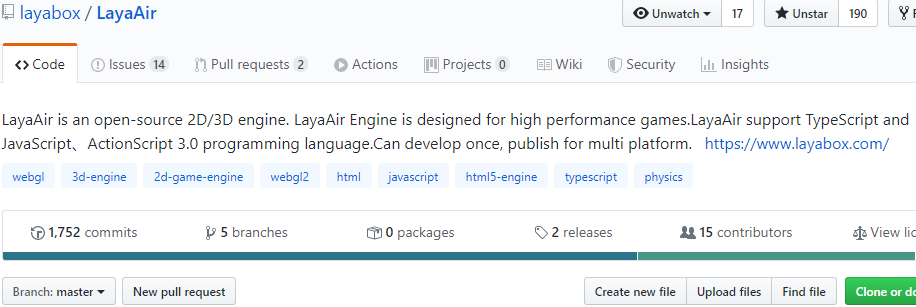 layabox / LayaAir
Unwatch 17 Unstar 190
Code Issues 14 Pull requests 2 Actions Projects 0 Wiki Security Insights
LayaAir is an open-source 2D/3D engine. LayaAir Engine is designed for high performance games.LayaAir support TypeScript and
JavaScript、ActionScript 3.0 programming language.Can develop once, publish for multi platform. https://www.layabox.com/
webgl 3d-engine 2d-game-engine webgl2 html javascript html5-engine typescript physics
1,752 commits 5 branches 0 packages 2 releases 15 contributors View
Branch: master New pull request Create new file Upload files Find file Clone or